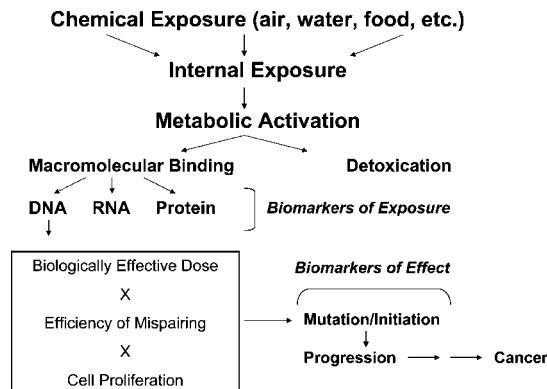 Chemical Exposure (air, water, food, etc.)
Internal Exposure
Metabolic Activation
Macromolecular Binding
Detoxication
DNA
RNA
Protein
Biomarkers of Exposure
Biologically Effective Dose
X
Efficiency of Mispairing
X
Cell Proliferation
Biomarkers of Effect
Mutation/Initiation
Progression
Cancer